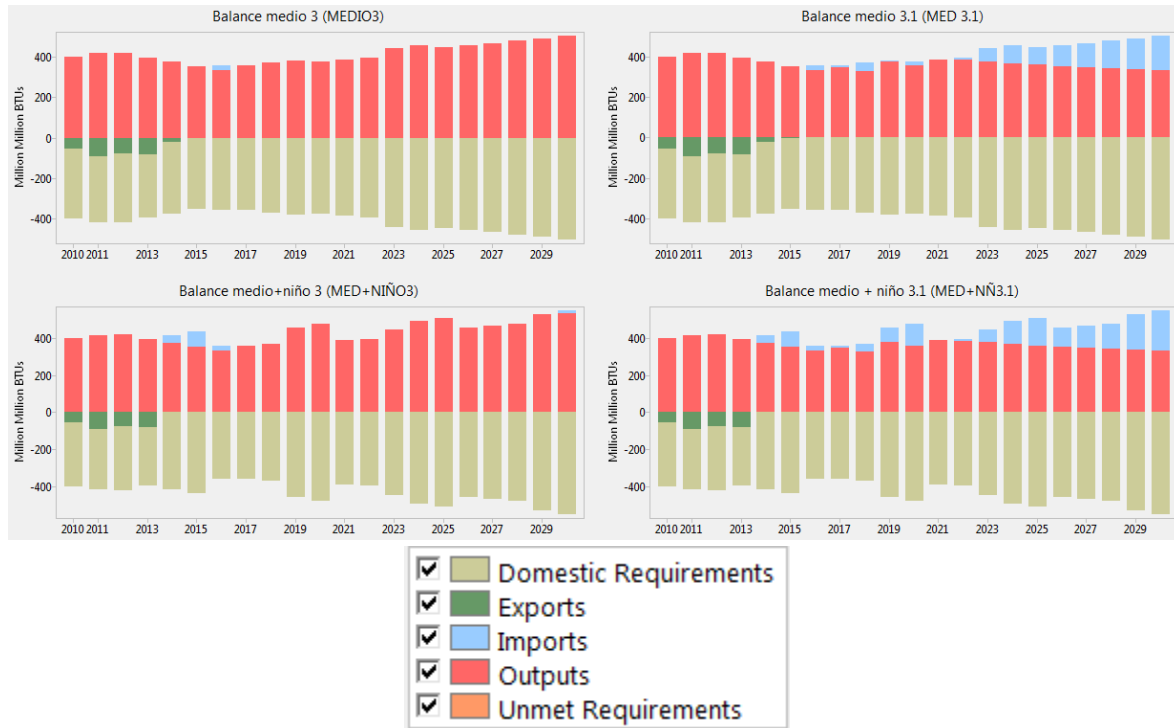 Balance medio 3 (MEDIO3)
Million Million BTUs
400
200
0
-200
-400
2010 2011 2013 2015 2017 2019 2021 2023 2025 2027 2029
Balance medio 3.1 (MED 3.1)
Million Million BTUs
400
200
0
-200
-400
2010 2011 2013 2015 2017 2019 2021 2023 2025 2027 2029
Balance medio+niño 3 (MED+NIÑO3)
Million Million BTUs
400
200
0
-200
-400
2010 2011 2013 2015 2017 2019 2021 2023 2025 2027 2029
Balance medio + niño 3.1 (MED+NÑ3.1)
Million Million BTUs
400
200
0
-200
-400
2010 2011 2013 2015 2017 2019 2021 2023 2025 2027 2029
Domestic Requirements
Exports
Imports
Outputs
Unmet Requirements